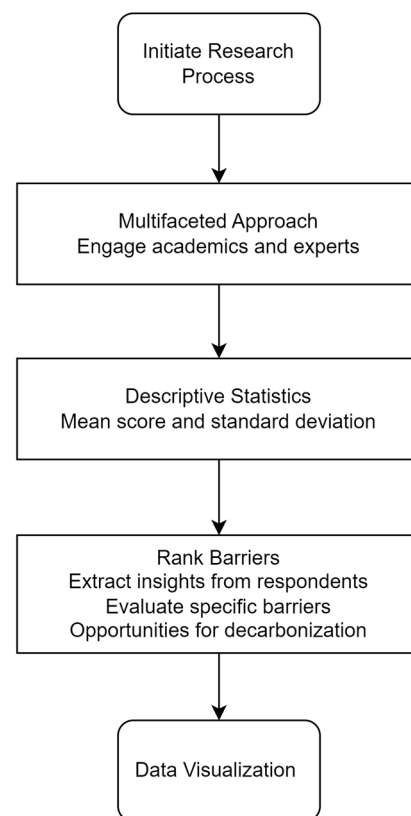 Initiate Research
Process
Multifaceted Approach
Engage academics and experts
Descriptive Statistics
Mean score and standard deviation
Rank Barriers
Extract insights from respondents
Evaluate specific barriers
Opportunities for decarbonization
Data Visualization